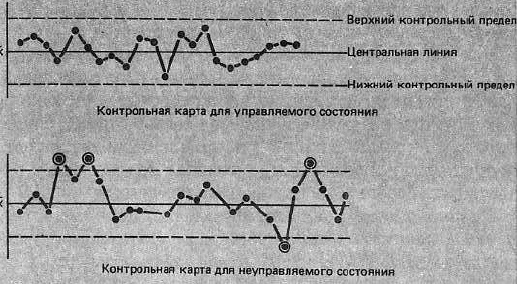 Верхний контрольный предел
x
Центральная линия
Нижний контрольный предел
Контрольная карта для управляемого состояния
x
Контрольная карта для неуправляемого состояния